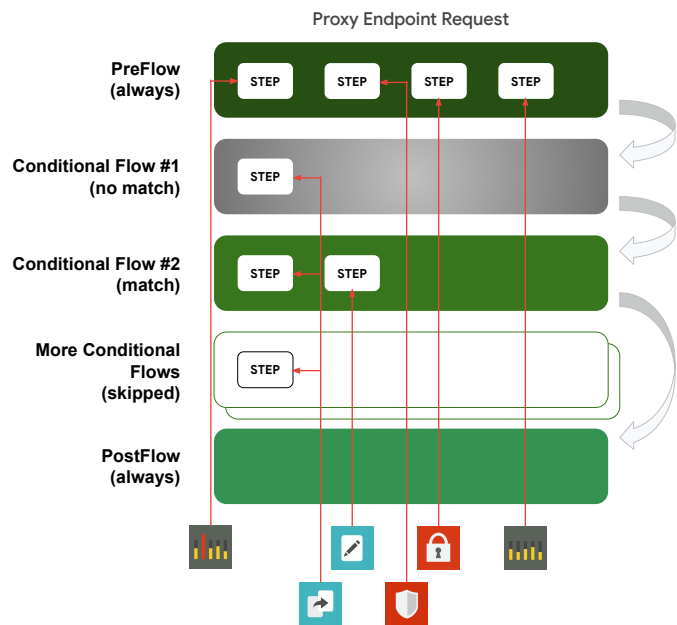 Proxy Endpoint Request
PreFlow
(always)
STEP STEP STEP STEP
Conditional Flow #1
(no match)
STEP
Conditional Flow #2
(match)
STEP STEP
More Conditional
Flows
(skipped)
STEP
PostFlow
(always)